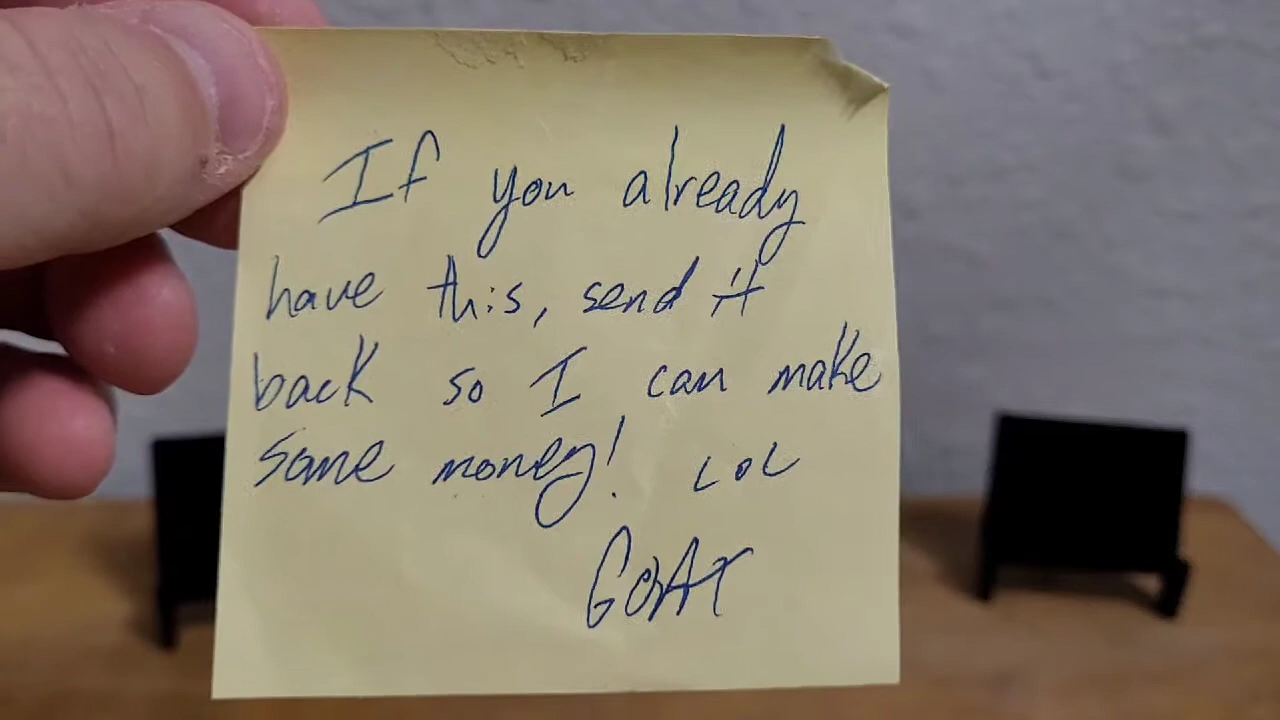 If you already
have this, send it
back so I can make
some money! LOL
GOAT